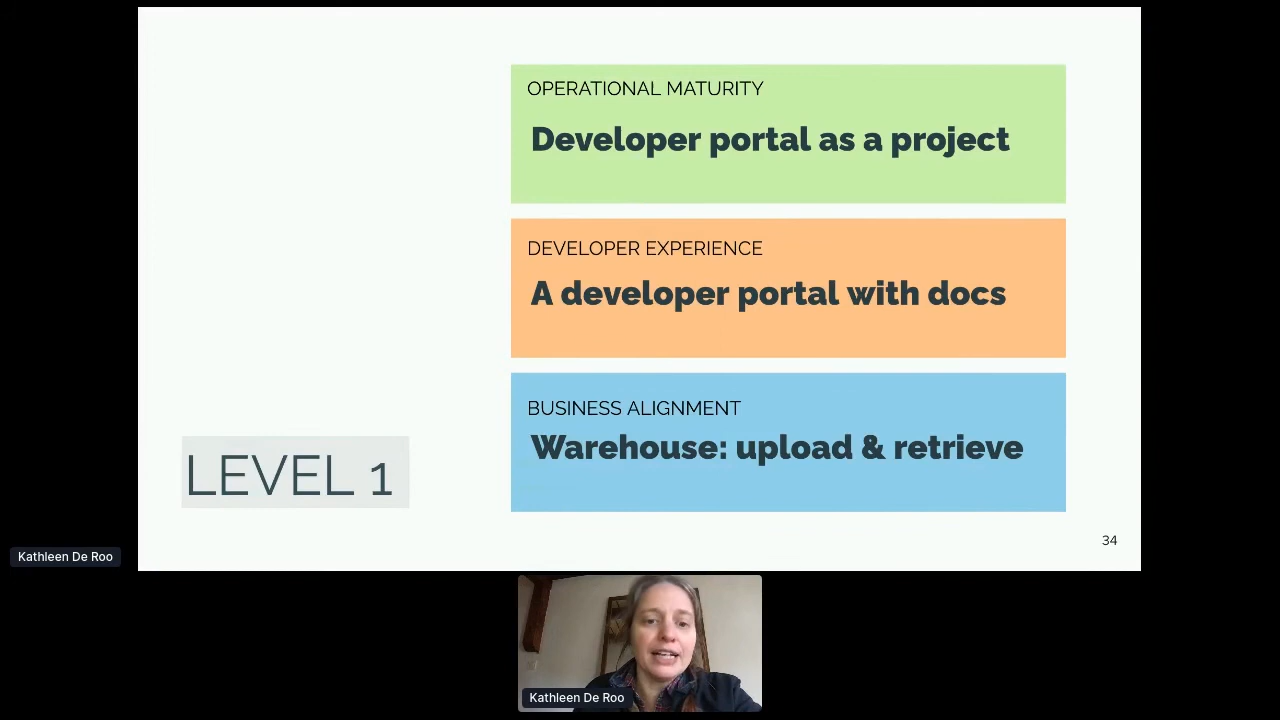 OPERATIONAL MATURITY
Developer portal as a project
DEVELOPER EXPERIENCE
A developer portal with docs
BUSINESS ALIGNMENT
Warehouse: upload & retrieve
LEVEL 1
34
Kathleen De Roo
Kathleen De Roo